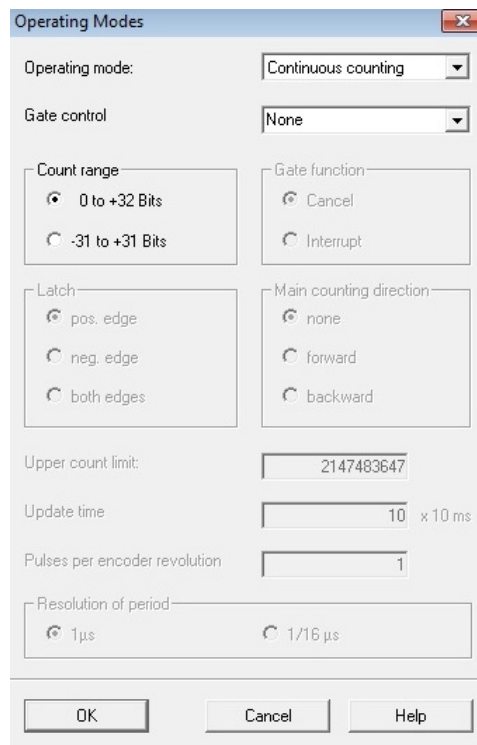 Operating Modes
Operating mode: Continuous counting
Gate control None
Count range
0 to +32 Bits
-31 to +31 Bits
Gate function
Cancel
Interrupt
Latch
pos. edge
neg. edge
both edges
Main counting direction
none
forward
backward
Upper count limit: 2147483647
Update time 10 x 10 ms
Pulses per encoder revolution 1
Resolution of period
1µs 1/16 µs
OK Cancel Help